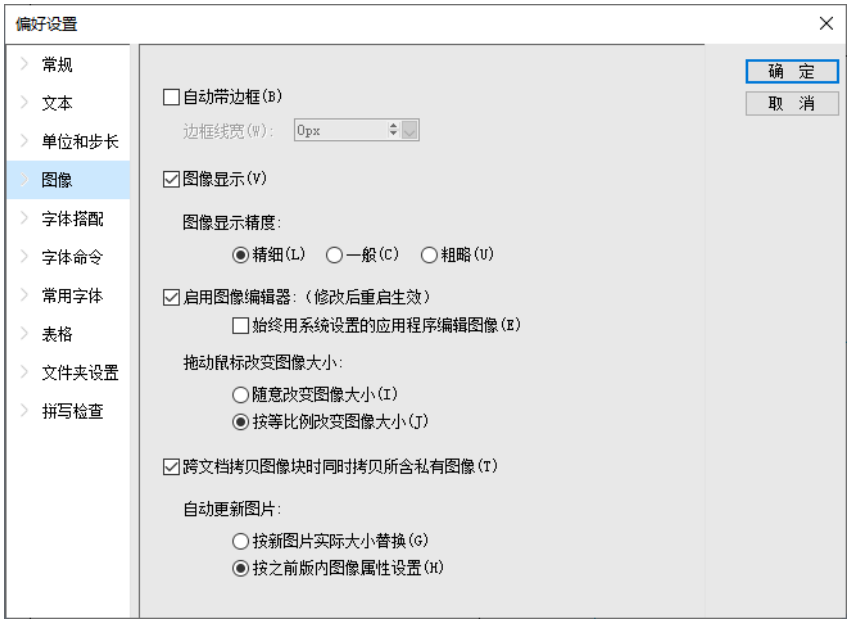 偏好设置
常规
文本
单位和步长
图像
字体搭配
字体命令
常用字体
表格
文件夹设置
拼写检查
自动带边框(B)
边框线宽(W): 0px
图像显示(V)
图像显示精度:
精细(L) 一般(C) 粗略(U)
启用图像编辑器:(修改后重启生效)
始终用系统设置的应用程序编辑图像(E)
拖动鼠标改变图像大小:
随意改变图像大小(I)
按等比例改变图像大小(J)
跨文档拷贝图像块时同时拷贝所含私有图像(T)
自动更新图片:
按新图片实际大小替换(G)
按之前版内图像属性设置(H)
确 定
取 消